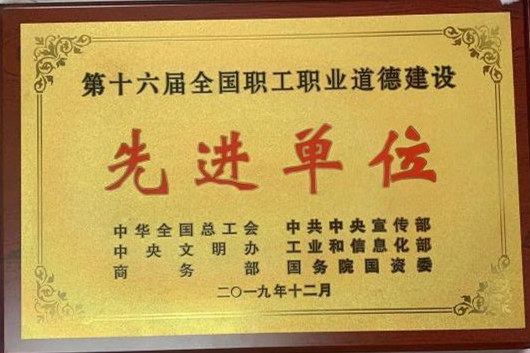 第十六届全国职工职业道德建设
先进单位
中华全国总工会 中共中央宣传部
中央文明办 工业和信息化部
商务部 国务院国资委
二〇一九年十二月